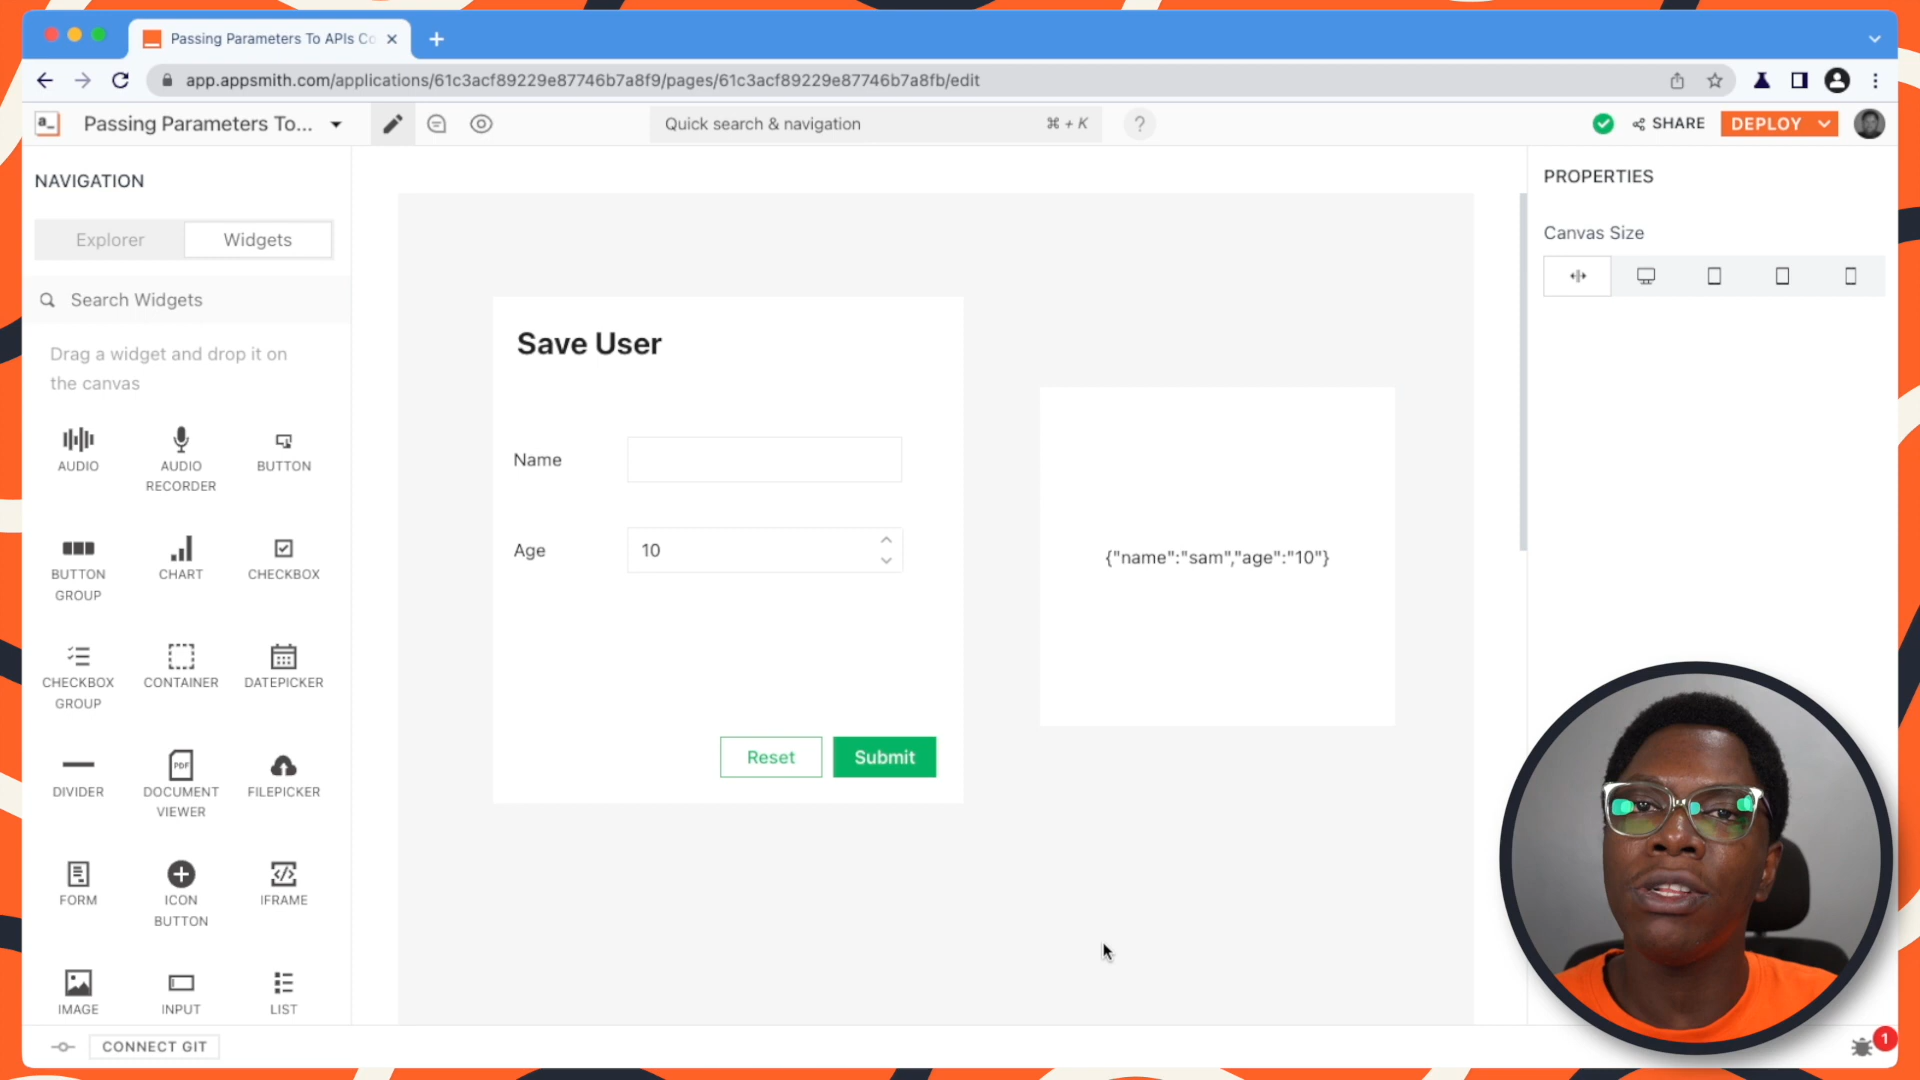 Passing Parameters To APIs Co
app.appsmith.com/applications/61c3acf89229e87746b7a8f9/pages/61c3acf89229e87746b7a8fb/edit
a_
Passing Parameters To...
Quick search & navigation
⌘ + K
?
SHARE
DEPLOY
NAVIGATION
Explorer
Widgets
Search Widgets
Drag a widget and drop it on
the canvas
AUDIO
AUDIO
RECORDER
BUTTON
BUTTON
GROUP
CHART
CHECKBOX
CHECKBOX
GROUP
CONTAINER
DATEPICKER
DIVIDER
PDF
DOCUMENT
VIEWER
FILEPICKER
FORM
ICON
BUTTON
IFRAME
IMAGE
INPUT
LIST
CONNECT GIT
Save User
Name
Age
10
Reset
Submit
{"name":"sam","age":"10"}
PROPERTIES
Canvas Size
1